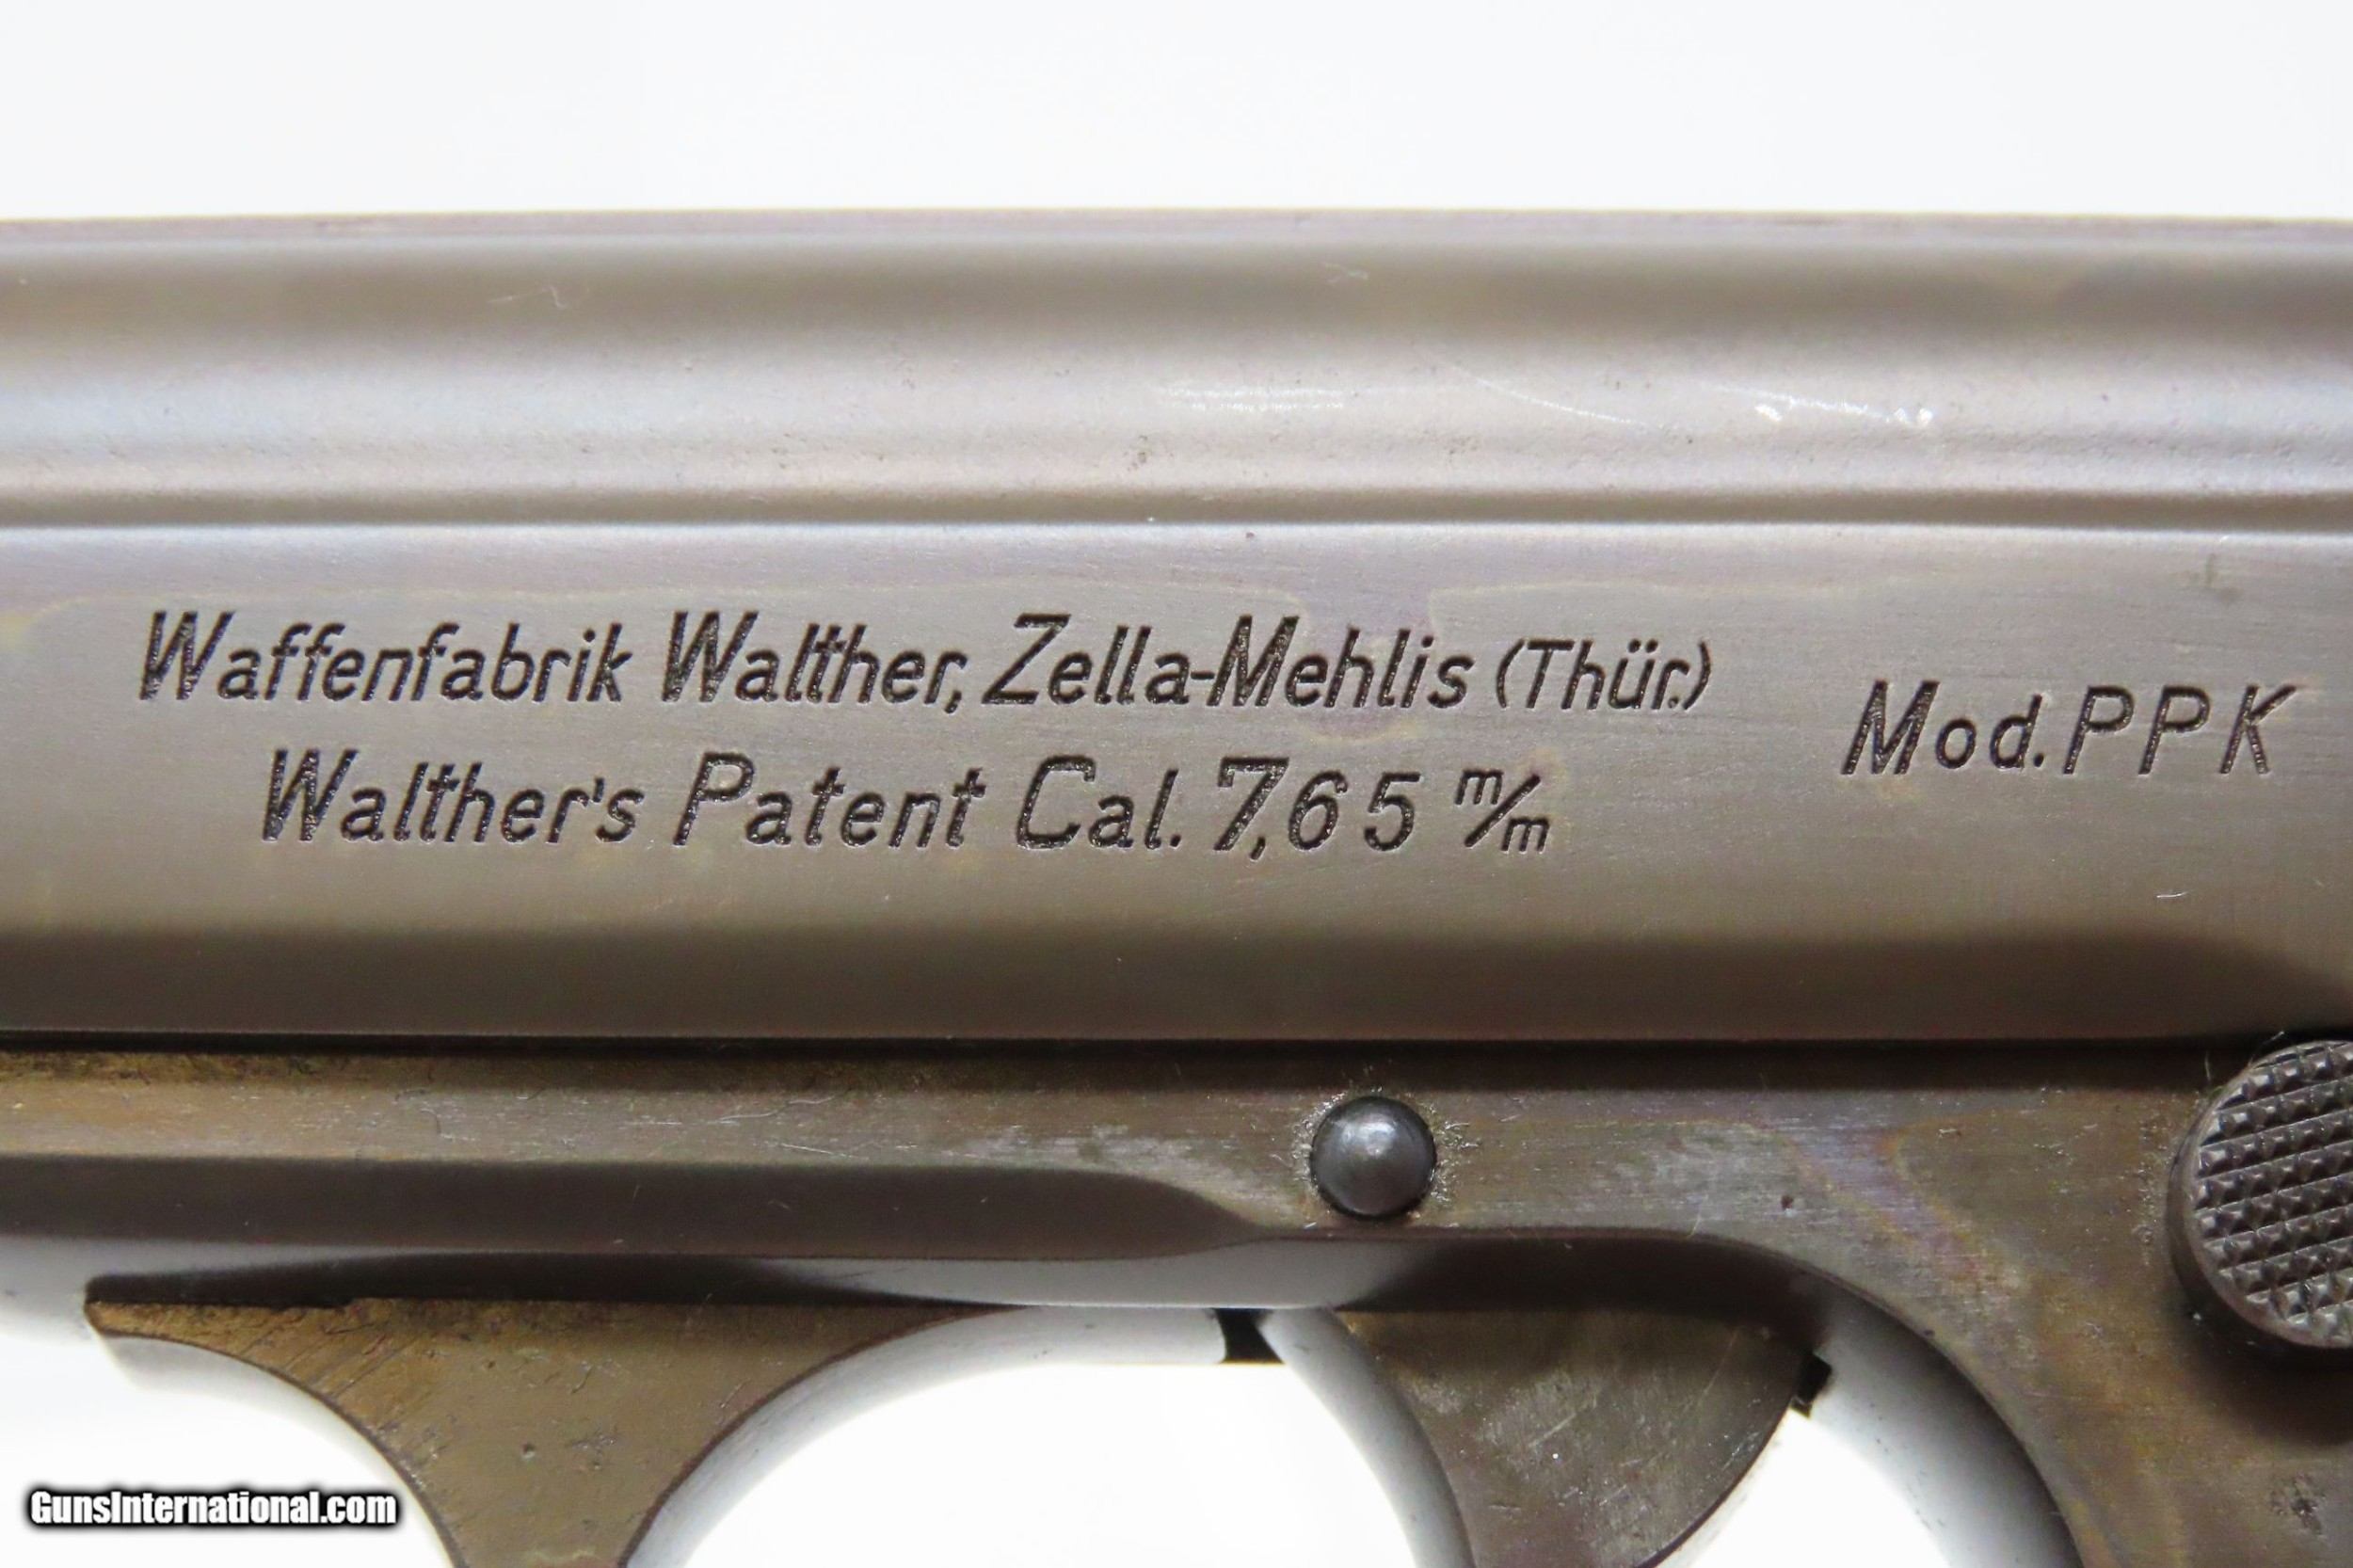 Waffenfabrik Walther, Zella-Mehlis (Thür.)
Walther's Patent Cal. 7,65 m/m
Mod. PPK
GunsInternational.com